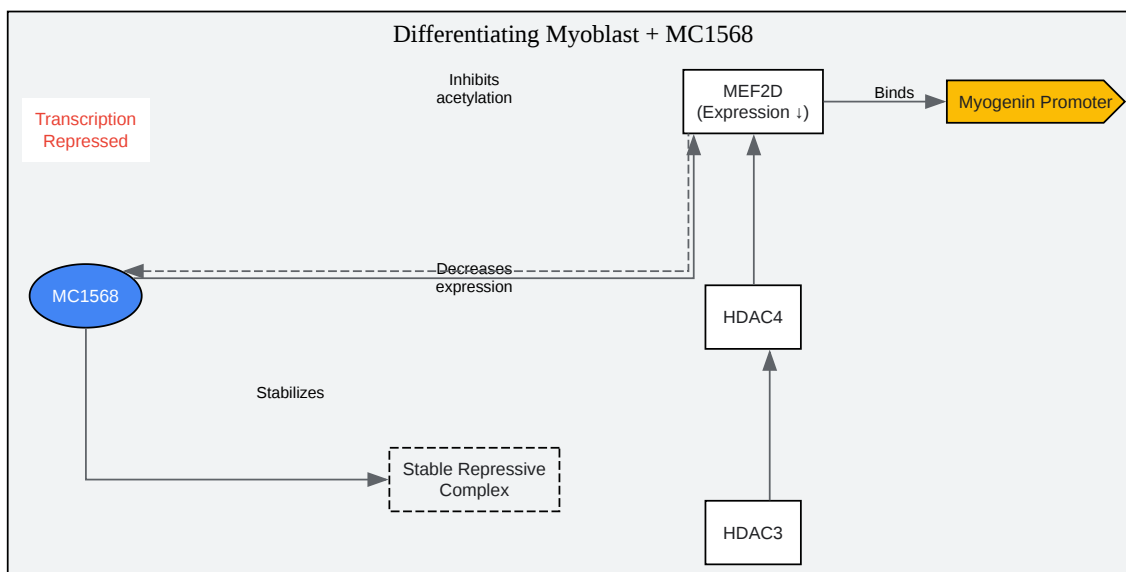 Differentiating Myoblast + MC1568
Inhibits
acetylation
MEF2D
(Expression ↓)
Binds
Myogenin Promoter
Transcription
Repressed
Decreases
expression
MC1568
HDAC4
Stabilizes
Stable Repressive
Complex
HDAC3